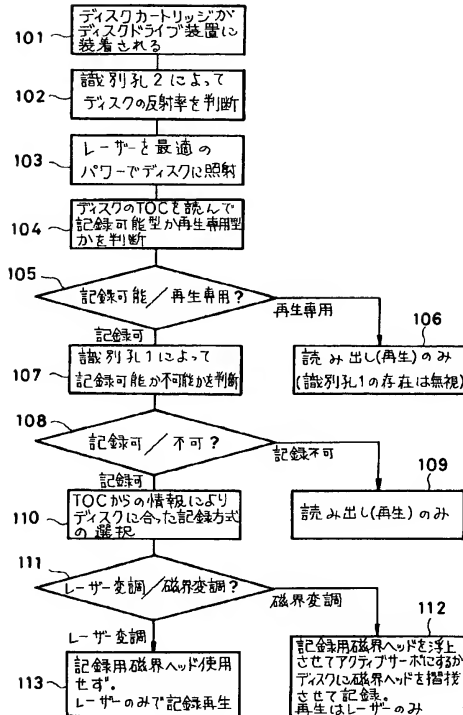 101
ディスクカートリッジが
ディスクドライブ装置に
装着される
102
識別孔2によって
ディスクの反射率を判断
103
レーザーを最適の
パワーでディスクに照射
104
ディスクのTOCを読んで
記録可能型か再生専用型
かを判断
105
記録可能/再生専用?
再生専用
記録可
106
読み出し(再生)のみ
(識別孔1の存在は無視)
107
識別孔1によって
記録可能か不可能かを判断
108
記録可/不可?
記録不可
記録可
109
読み出し(再生)のみ
110
TOCからの情報により
ディスクに合った記録方式
の選択
111
レーザー変調/磁界変調?
磁界変調
レーザー変調
112
記録用磁界ヘッドを浮上
させてアクティブサーボにするか
ディスクに磁界ヘッドを摺接
させて記録。
再生はレーザーのみ
113
記録用磁界ヘッド使用
せず。
レーザーのみで記録再生